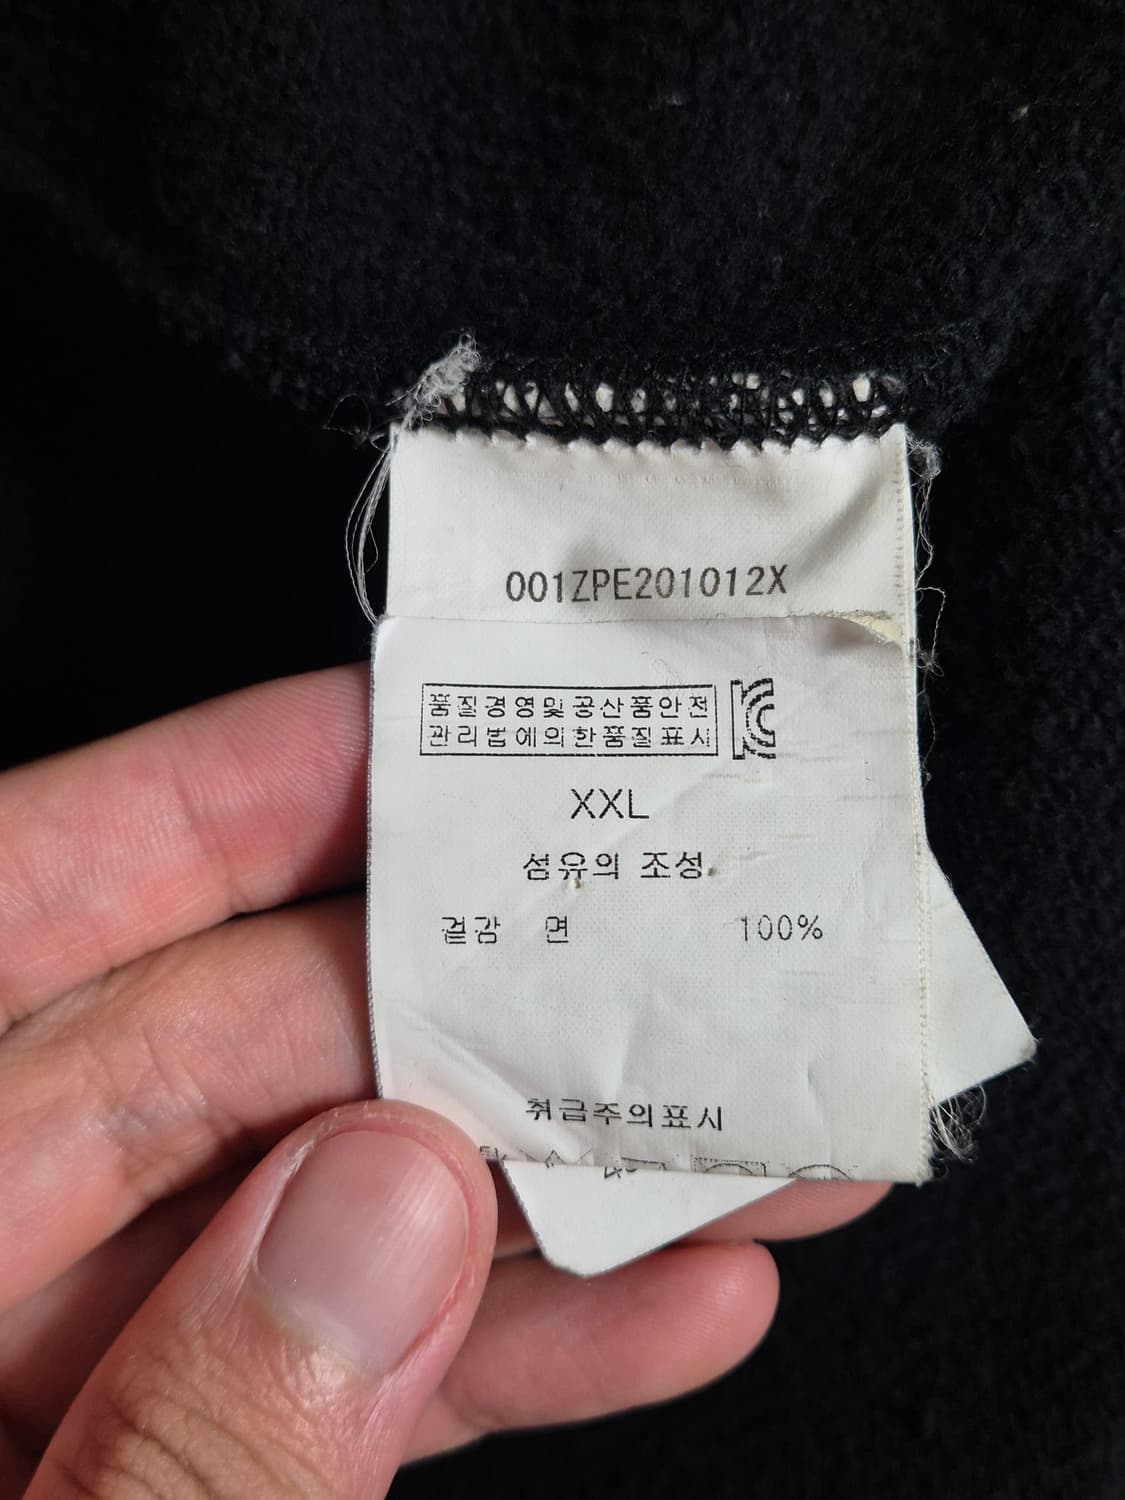 001ZPE201012X
품질경영및공산품안전
관리법에의한품질표시
XXL
섬유의 조성
겉감 면 100%
취급주의표시